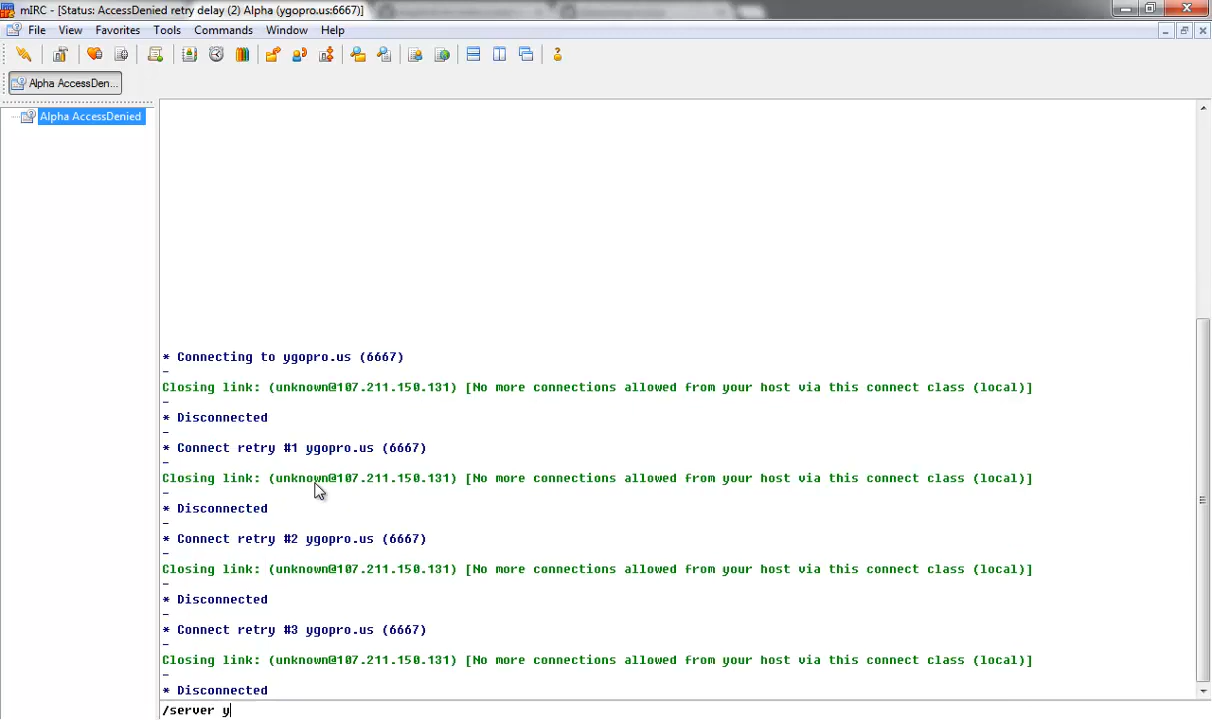 mIRC - [Status: AccessDenied retry delay (2) Alpha (ygopro.us:6667)]
File View Favorites Tools Commands Window Help
Alpha AccessDen...
Alpha AccessDenied
* Connecting to ygopro.us (6667)
-
Closing link: (unknown@107.211.150.131) [No more connections allowed from your host via this connect class (local)]
-
* Disconnected
-
* Connect retry #1 ygopro.us (6667)
-
Closing link: (unknown@107.211.150.131) [No more connections allowed from your host via this connect class (local)]
-
* Disconnected
-
* Connect retry #2 ygopro.us (6667)
-
Closing link: (unknown@107.211.150.131) [No more connections allowed from your host via this connect class (local)]
-
* Disconnected
-
* Connect retry #3 ygopro.us (6667)
-
Closing link: (unknown@107.211.150.131) [No more connections allowed from your host via this connect class (local)]
-
* Disconnected
/server y